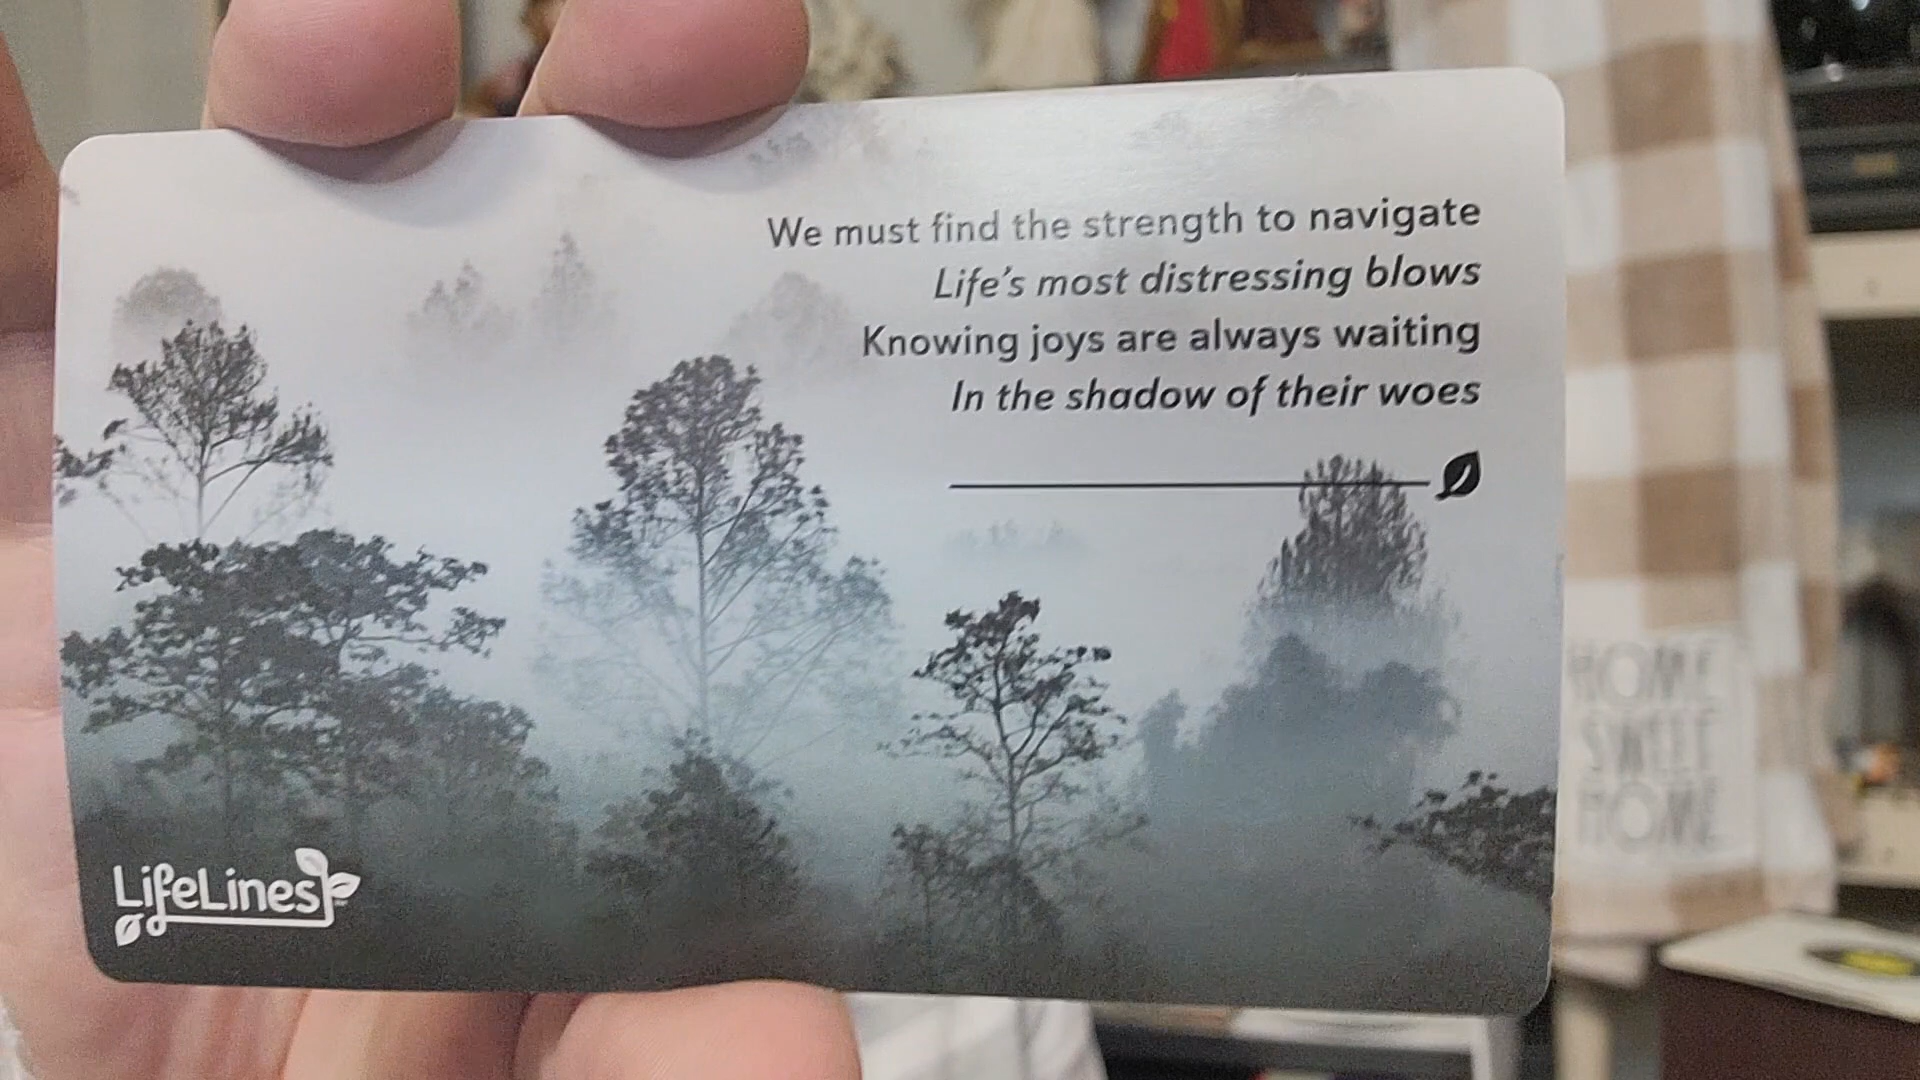 We must find the strength to navigate
Life's most distressing blows
Knowing joys are always waiting
In the shadow of their woes
LifeLines
HOME
SWEET
HOME